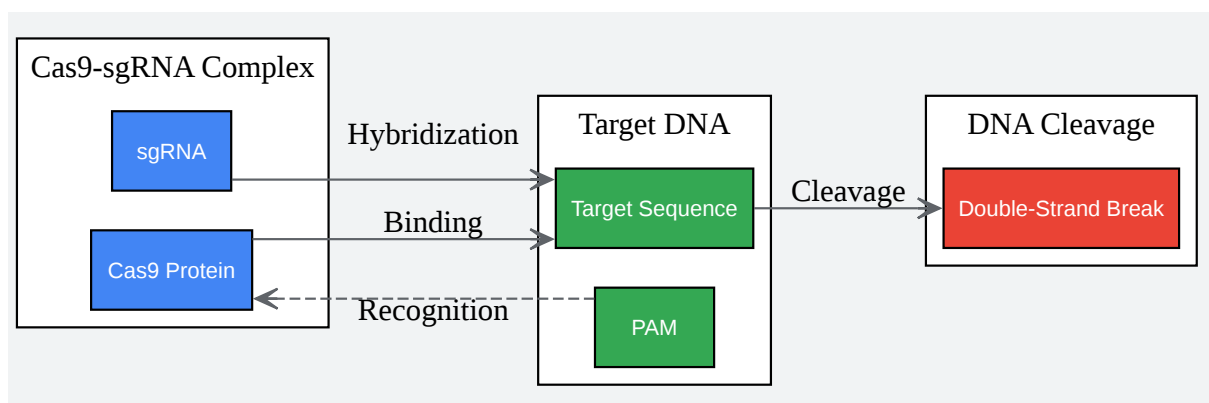 Cas9-sgRNA Complex
sgRNA
Cas9 Protein
Hybridization
Binding
Recognition
Target DNA
Target Sequence
PAM
Cleavage
DNA Cleavage
Double-Strand Break